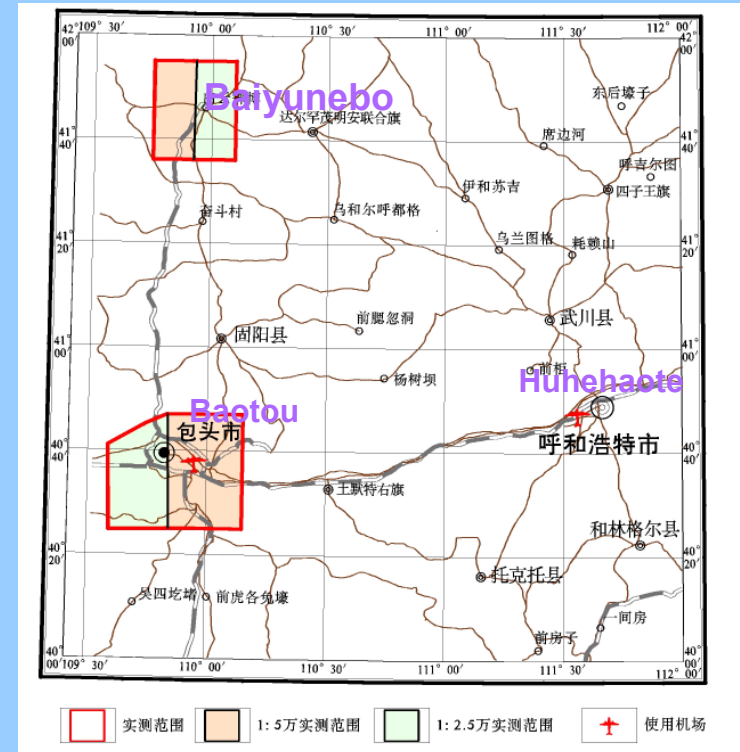 42°109° 30′ 110° 00′ 110° 30′ 111° 00′ 111° 30′ 112° 00′
00′ 42°
00′
东后壕子
Baiyunebo
达尔罕茂明安联合旗
41° 41°
40′ 40′
席边河
呼吉尔图
伊和苏吉
四子王旗
奋斗村
乌和尔呼都格
41° 41°
20′ 20′
乌兰图格
耗赖山
前腮忽洞
武川县
固阳县
41° 41°
00′ 00′
杨树坝
前柜
Huhehaote
Baotou
包头市
呼和浩特市
40° 40°
40′ 40′
王默特右旗
和林格尔县
40° 40°
20′ 20′
托克托县
吴四圪堵
前虎各兔壕
一间房
前房子
40° 40°
00′109° 30′ 110° 00′ 110° 30′ 111° 00′ 111° 30′ 112° 00′
实测范围 1: 5万实测范围 1: 2.5万实测范围 使用机场